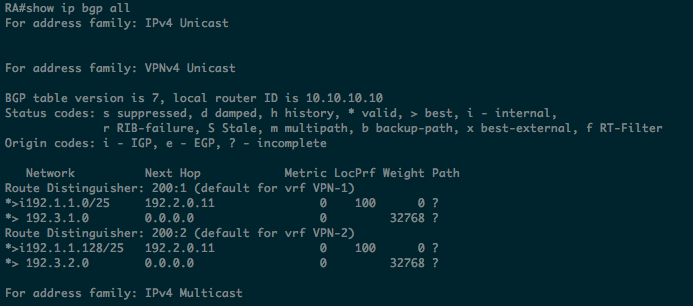 RA#show ip bgp all
For address family: IPv4 Unicast
For address family: VPNv4 Unicast
BGP table version is 7, local router ID is 10.10.10.10
Status codes: s suppressed, d damped, h history, * valid, > best, i - internal,
r RIB-failure, S Stale, m multipath, b backup-path, x best-external, f RT-Filter
Origin codes: i - IGP, e - EGP, ? - incomplete
Network Next Hop Metric LocPrf Weight Path
Route Distinguisher: 200:1 (default for vrf VPN-1)
*>i192.1.1.0/25 192.2.0.11 0 100 0 ?
*> 192.3.1.0 0.0.0.0 0 32768 ?
Route Distinguisher: 200:2 (default for vrf VPN-2)
*>i192.1.1.128/25 192.2.0.11 0 100 0 ?
*> 192.3.2.0 0.0.0.0 0 32768 ?
For address family: IPv4 Multicast